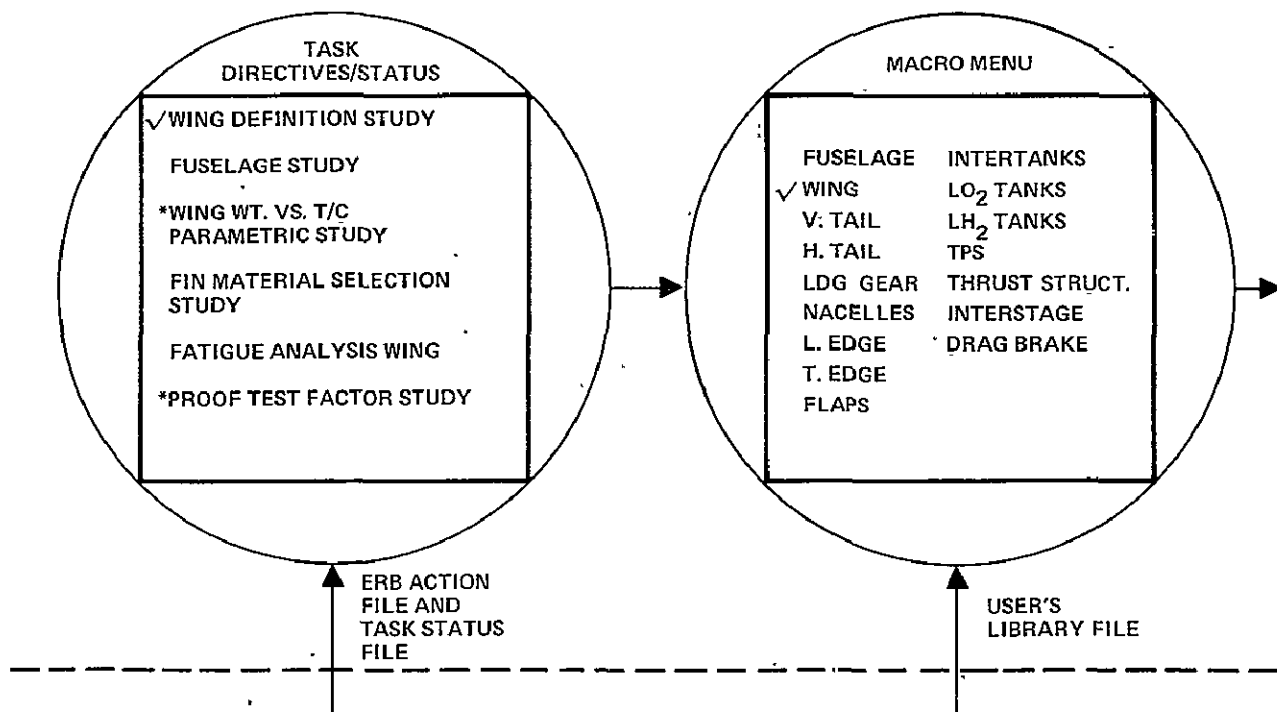 TASK
DIRECTIVES/STATUS
√WING DEFINITION STUDY
FUSELAGE STUDY
*WING WT. VS. T/C
PARAMETRIC STUDY
FIN MATERIAL SELECTION
STUDY
FATIGUE ANALYSIS WING
*PROOF TEST FACTOR STUDY
ERB ACTION
FILE AND
TASK STATUS
FILE
MACRO MENU
FUSELAGE INTERTANKS
√WING LO2 TANKS
V. TAIL LH2 TANKS
H. TAIL TPS
LDG GEAR THRUST STRUCT.
NACELLES INTERSTAGE
L. EDGE DRAG BRAKE
T. EDGE
FLAPS
USER'S
LIBRARY FILE